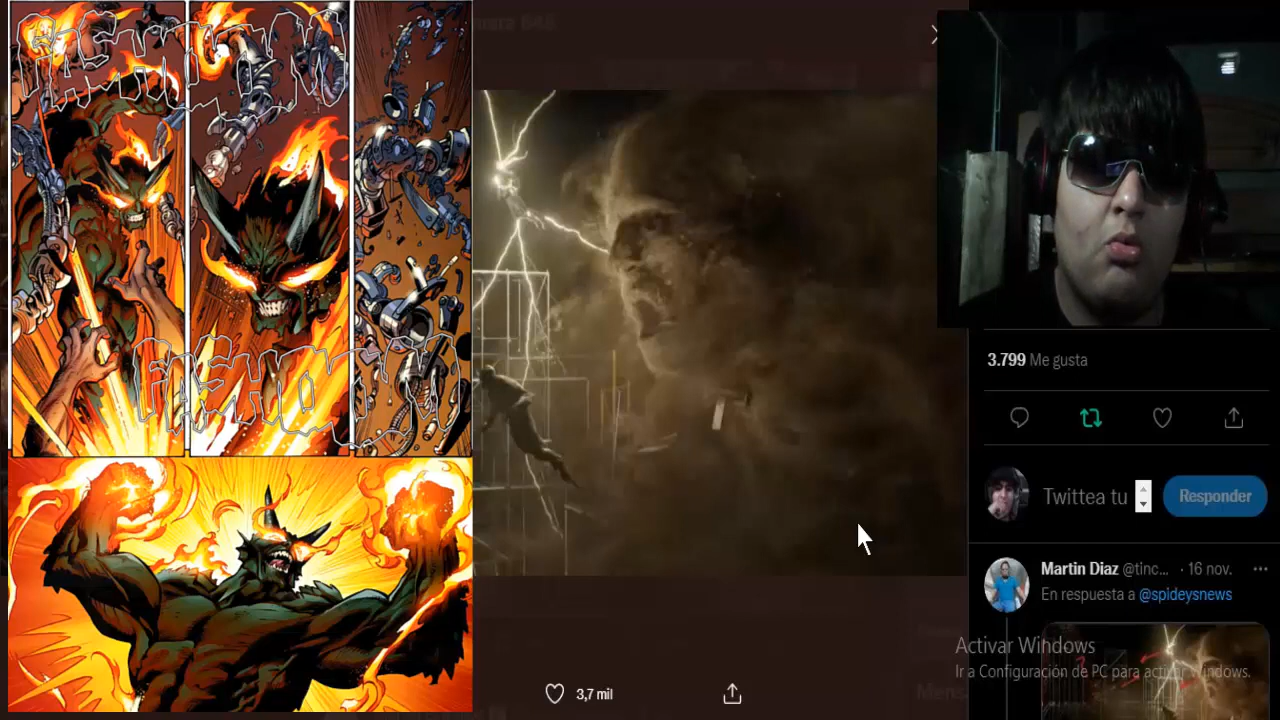 3.799 Me gusta
Twittea tu
Responder
Martin Diaz @tinc... · 16 nov.
En respuesta a @spideysnews
Activar Windows
Ir a Configuración de PC para activar Windows.
3,7 mil